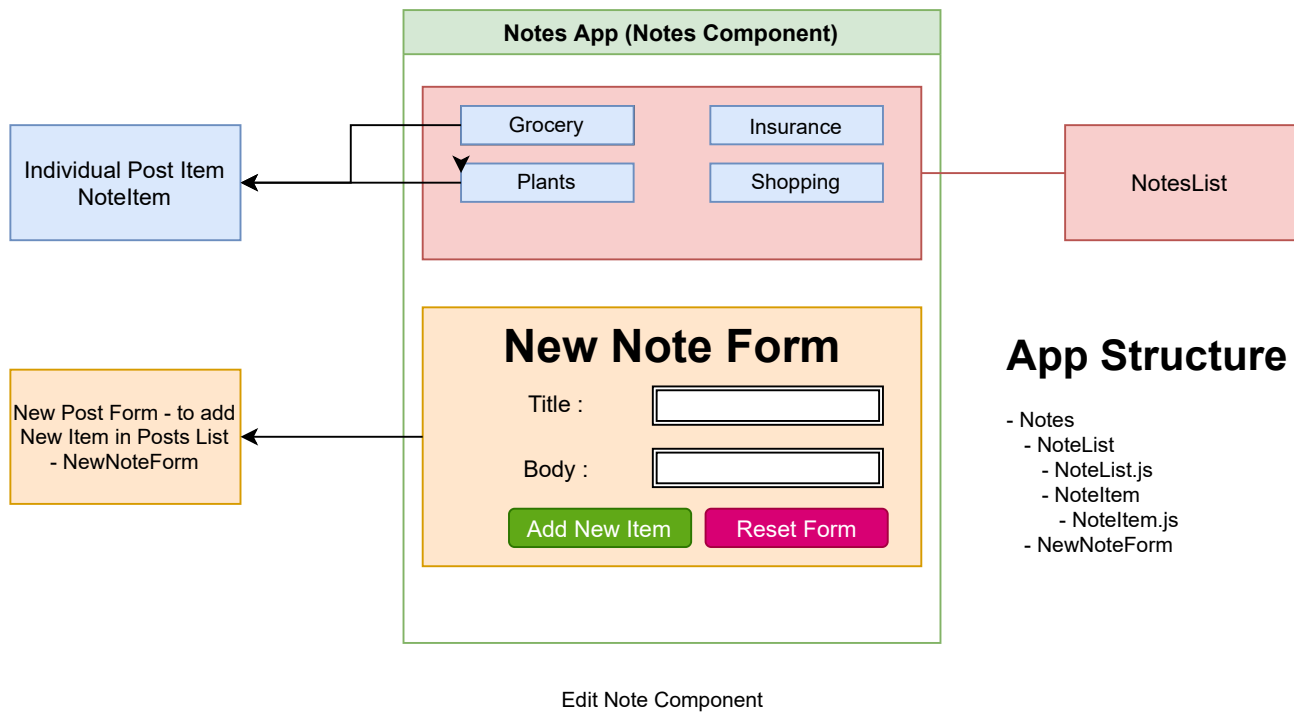 Notes App (Notes Component)
Grocery
Insurance
Plants
Shopping
Individual Post Item
NoteItem
NotesList
New Note Form
Title :
Body :
Add New Item
Reset Form
New Post Form - to add
New Item in Posts List
- NewNoteForm
App Structure
- Notes
- NoteList
- NoteList.js
- NoteItem
- NoteItem.js
- NewNoteForm
Edit Note Component